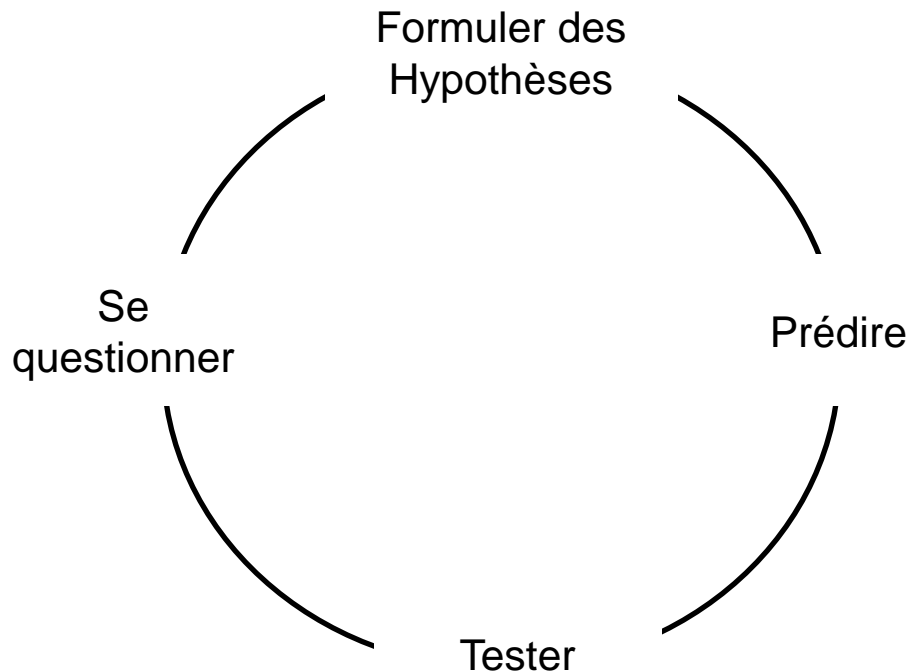 Formuler des
Hypothèses
Se
questionner
Prédire
Tester